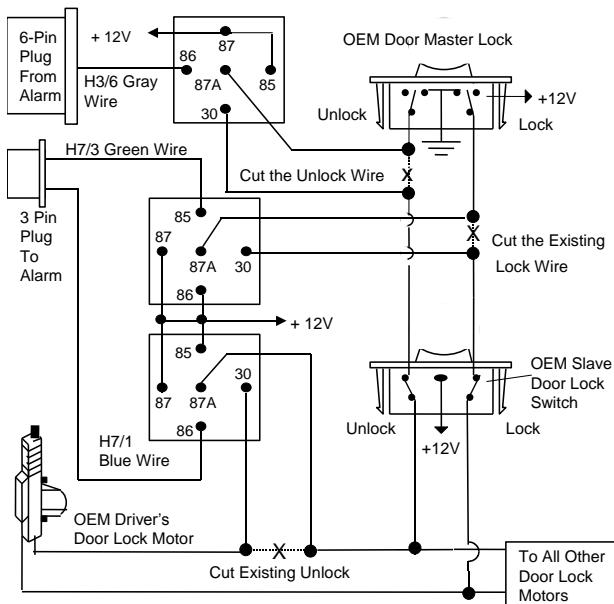 6-Pin
Plug
From
Alarm
+ 12V
86
87
87A
85
30
H3/6 Gray
Wire
OEM Door Master Lock
+12V
Unlock
Lock
H7/3 Green Wire
Cut the Unlock Wire
X
3 Pin
Plug
To
Alarm
85
87
87A
30
86
X
Cut the Existing
Lock Wire
+ 12V
85
30
87
87A
86
OEM Slave
Door Lock
Switch
Unlock
Lock
+12V
H7/1
Blue Wire
OEM Driver's
Door Lock Motor
X
Cut Existing Unlock
To All Other
Door Lock
Motors